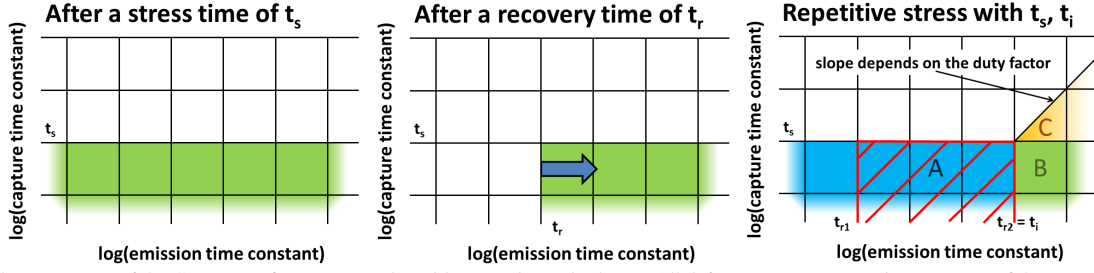 After a stress time of ts
After a recovery time of tr
Repetitive stress with ts, ti
log(capture time constant)
ts
log(emission time constant)
log(capture time constant)
ts
tr
log(emission time constant)
log(capture time constant)
slope depends on the duty factor
ts
C
A
B
tr1
tr2 = ti
log(emission time constant)